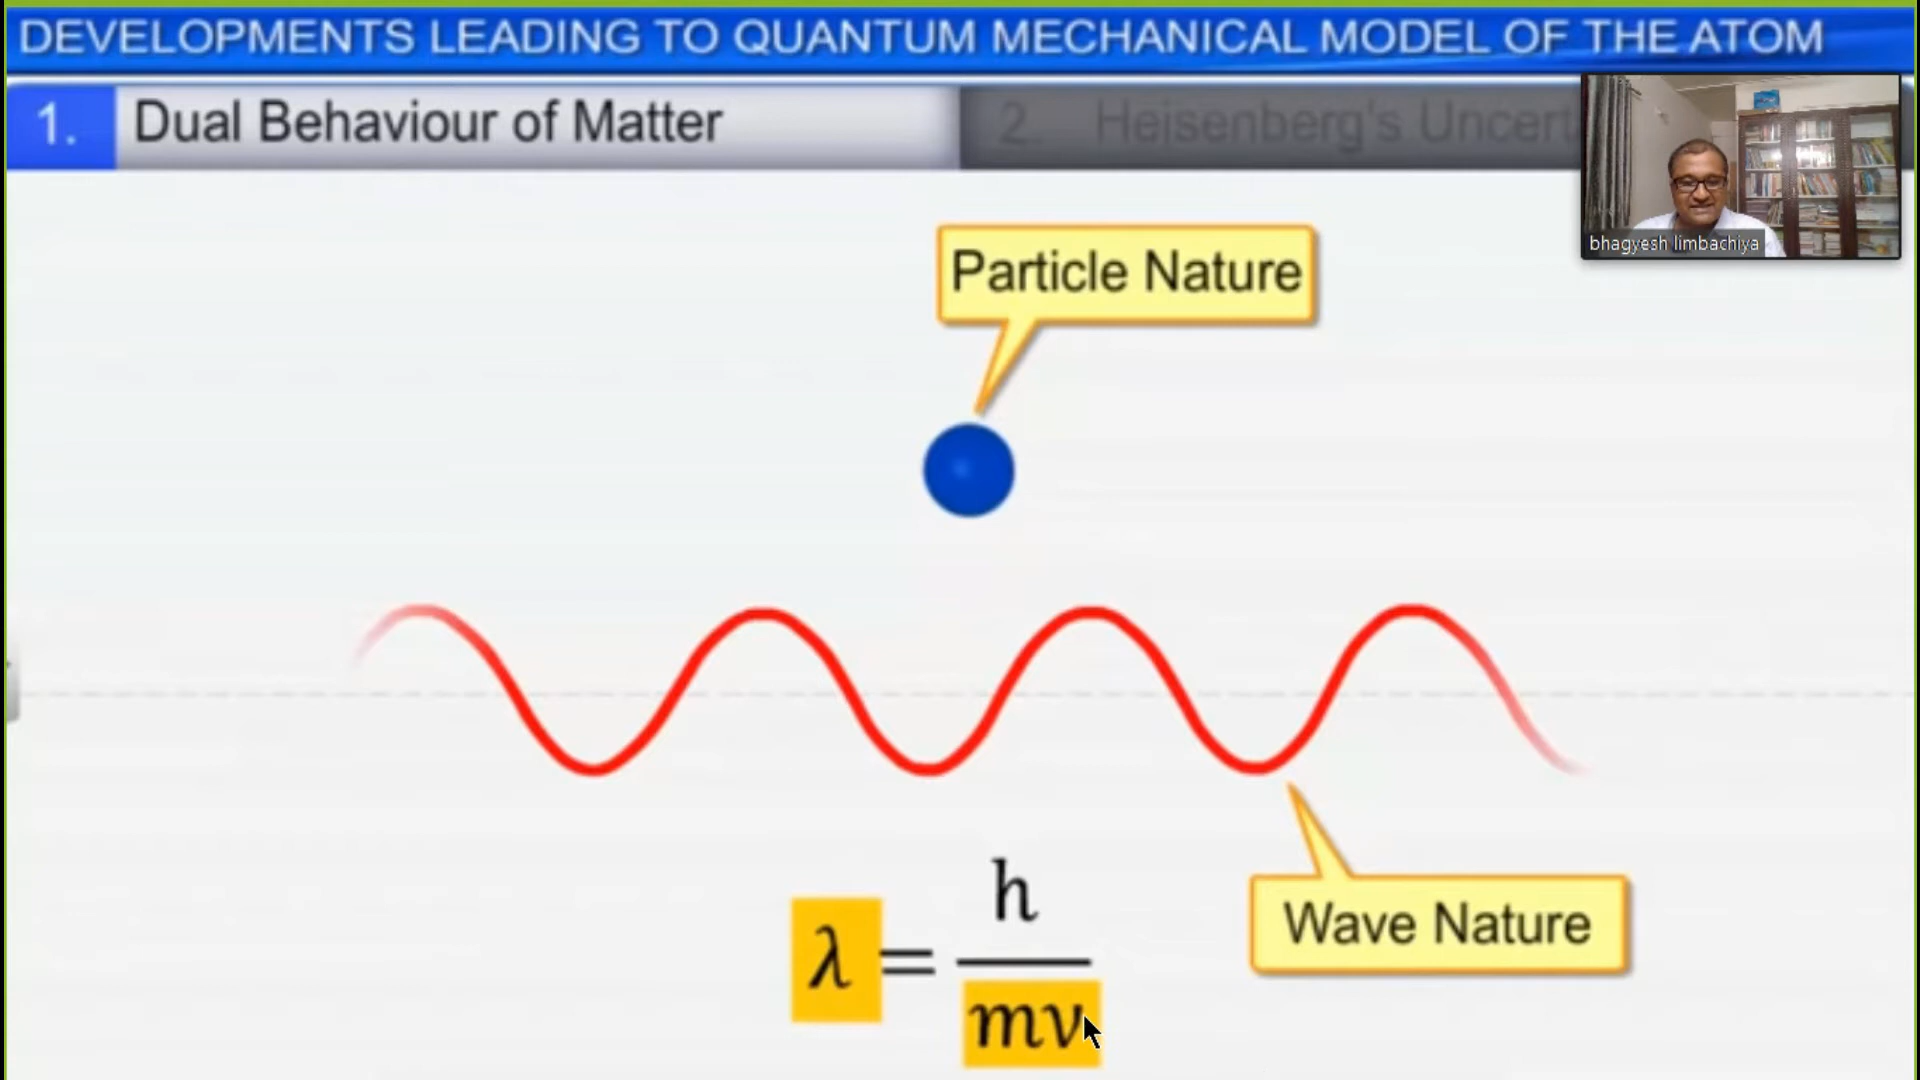 DEVELOPMENTS LEADING TO QUANTUM MECHANICAL MODEL OF THE ATOM
1. Dual Behaviour of Matter
2. Heisenberg's Uncert
bhagyesh limbachiya
Particle Nature
Wave Nature
λ = h / mv